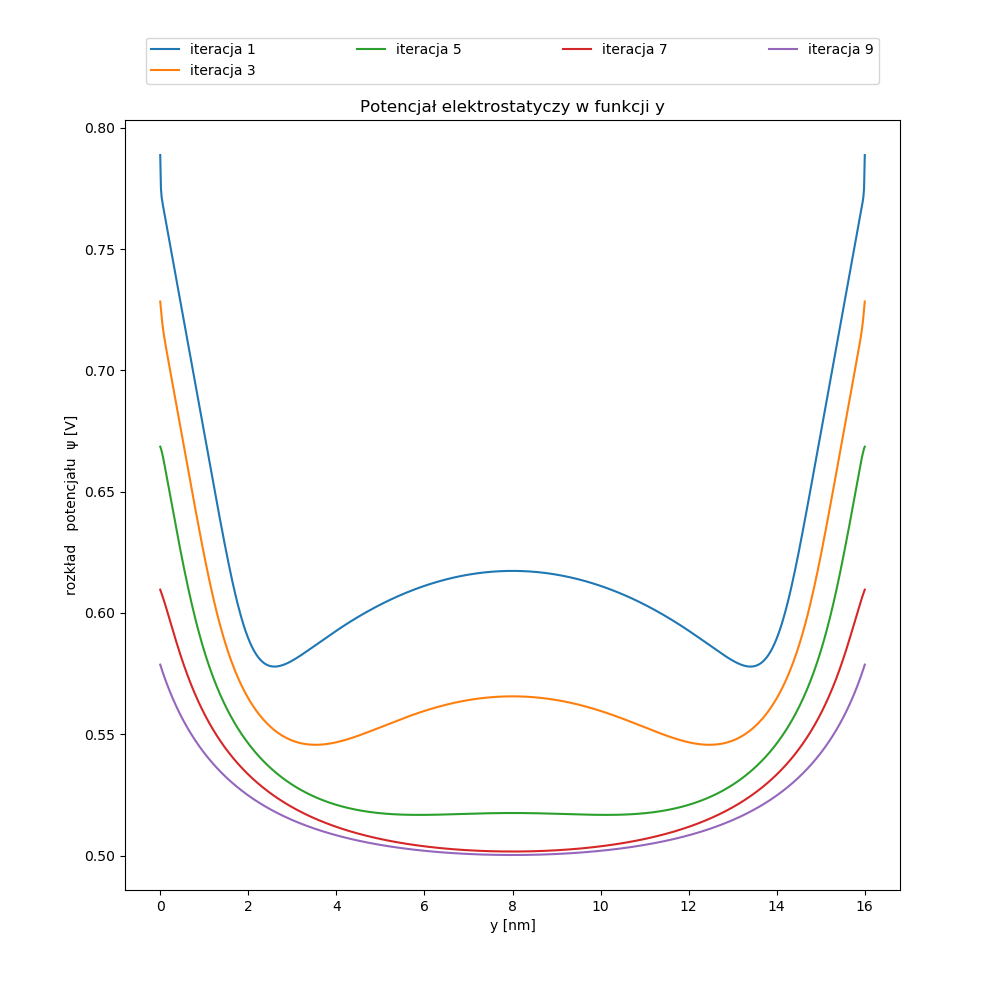 iteracja 1 iteracja 5 iteracja 7 iteracja 9
iteracja 3
Potencjał elektrostatyczy w funkcji y
0.80
0.75
0.70
0.65
0.60
0.55
0.50
rozkład potencjału ψ [V]
0 2 4 6 8 10 12 14 16
y [nm]